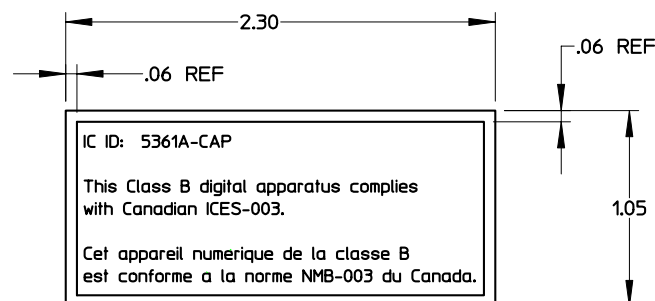 2.30
.06 REF
.06 REF
IC ID: 5361A-CAP
This Class B digital apparatus complies
with Canadian ICES-003.
1.05
Cet appareil numerique de la classe B
est conforme a la norme NMB-003 du Canada.